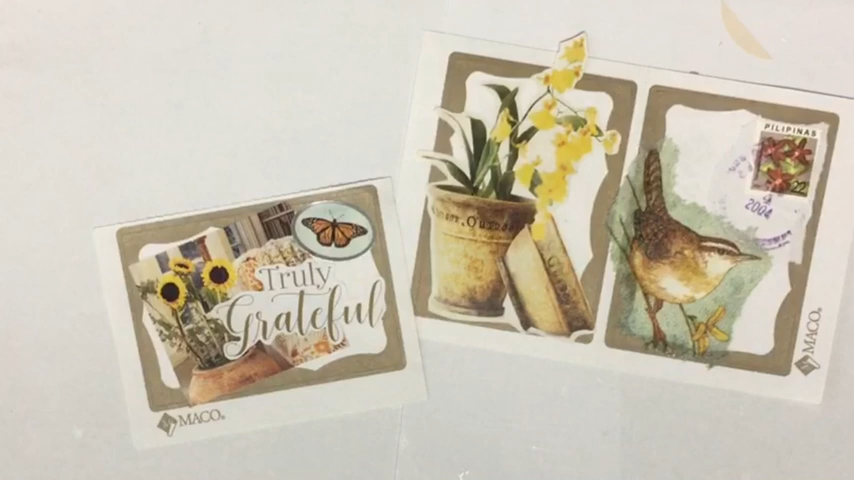 Truly
Grateful
MACO®
PILIPINAS
22
2004
MACO®